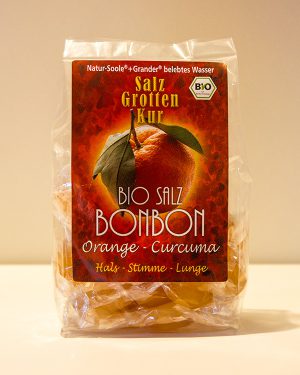 Natur-Soole®+Grander® belebtes Wasser
Salz
Grotten
Kur
BIO
BIO SALZ
BONBON
Orange - Curcuma
Hals - Stimme - Lunge